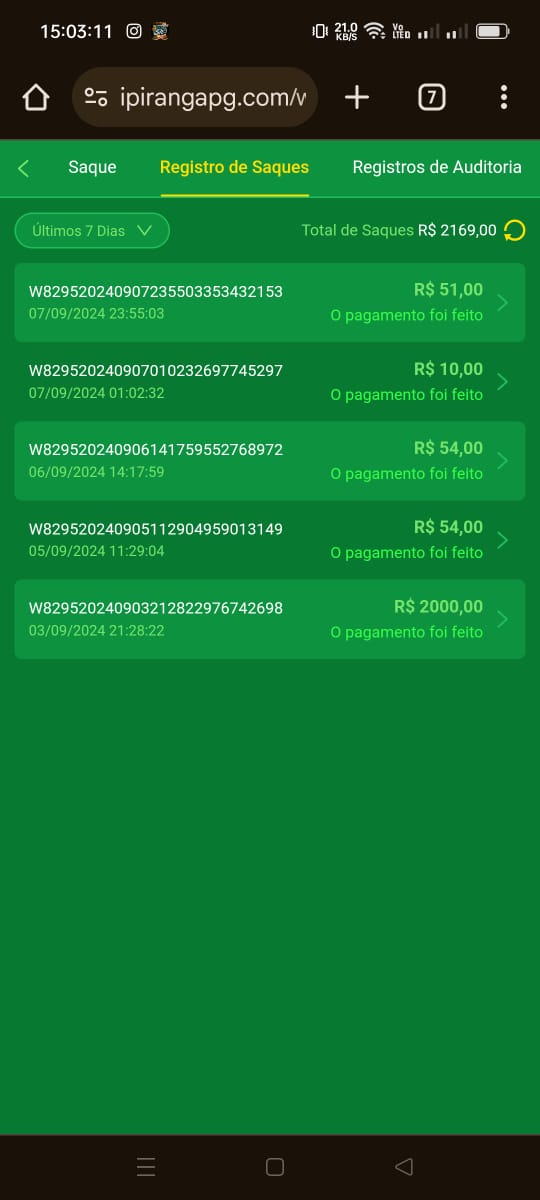 15:03:11
21.0
KB/S
Vo
LTED
ipirangapg.com/w
7
Saque
Registro de Saques
Registros de Auditoria
Últimos 7 Dias
Total de Saques R$ 2169,00
W829520240907235503353432153
R$ 51,00
07/09/2024 23:55:03
O pagamento foi feito
W829520240907010232697745297
R$ 10,00
07/09/2024 01:02:32
O pagamento foi feito
W829520240906141759552768972
R$ 54,00
06/09/2024 14:17:59
O pagamento foi feito
W829520240905112904959013149
R$ 54,00
05/09/2024 11:29:04
O pagamento foi feito
W829520240903212822976742698
R$ 2000,00
03/09/2024 21:28:22
O pagamento foi feito